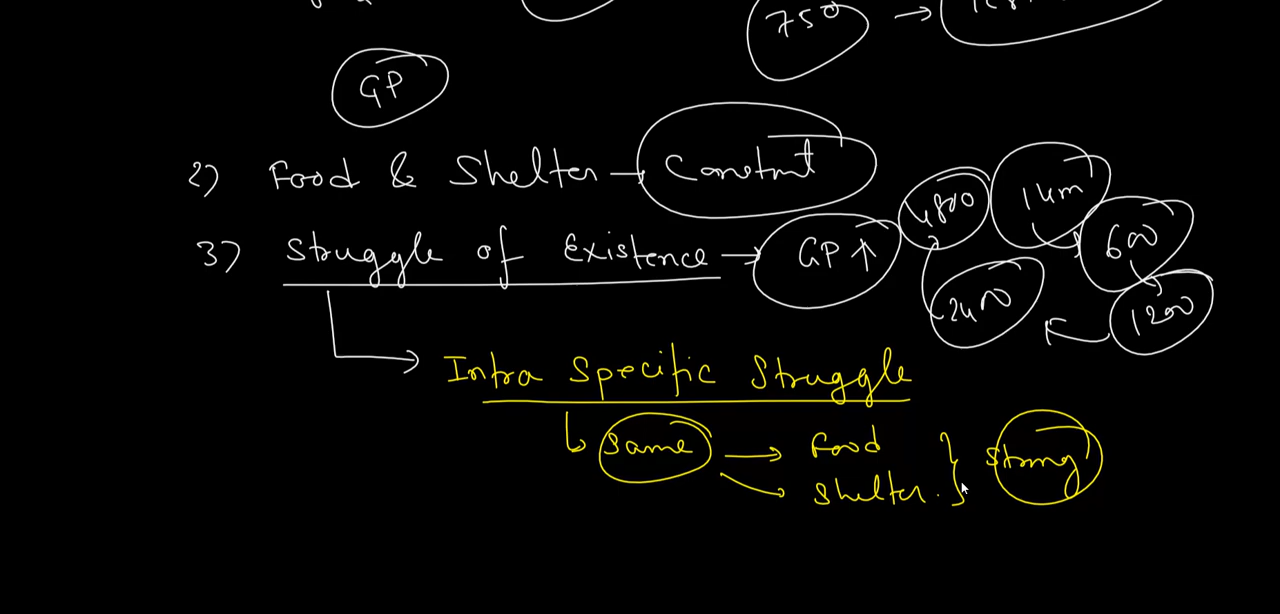 750 →
GP
2) Food & Shelter → Constant
3) Struggle of Existence → GP↑ 4800 14m 600
2400 1200
Intra Specific Struggle
Same → Food } Strong
→ Shelter.